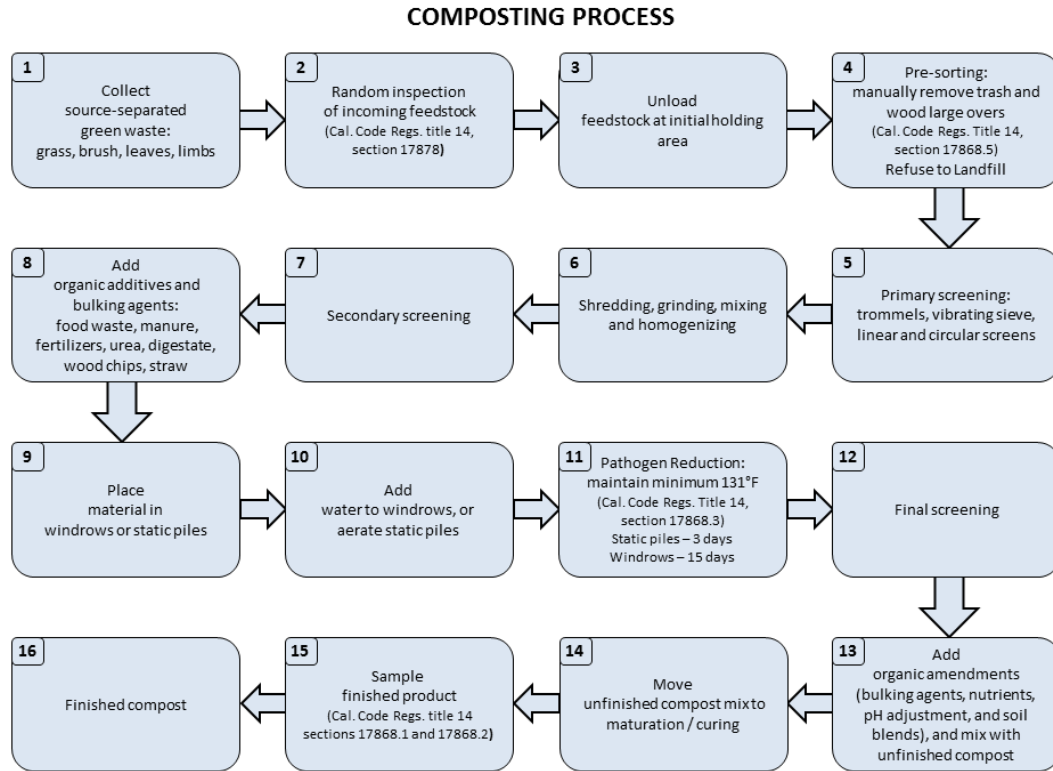 COMPOSTING PROCESS
1
Collect
source-separated
green waste:
grass, brush, leaves, limbs
2
Random inspection
of incoming feedstock
(Cal. Code Regs. title 14,
section 17878)
3
Unload
feedstock at initial holding
area
4
Pre-sorting:
manually remove trash and
wood large overs
(Cal. Code Regs. Title 14,
section 17868.5)
Refuse to Landfill
5
Primary screening:
trommels, vibrating sieve,
linear and circular screens
6
Shredding, grinding, mixing
and homogenizing
7
Secondary screening
8
Add
organic additives and
bulking agents:
food waste, manure,
fertilizers, urea, digestate,
wood chips, straw
9
Place
material in
windrows or static piles
10
Add
water to windrows, or
aerate static piles
11
Pathogen Reduction:
maintain minimum 131°F
(Cal. Code Regs. Title 14,
section 17868.3)
Static piles – 3 days
Windrows – 15 days
12
Final screening
13
Add
organic amendments
(bulking agents, nutrients,
pH adjustment, and soil
blends), and mix with
unfinished compost
14
Move
unfinished compost mix to
maturation / curing
15
Sample
finished product
(Cal. Code Regs. title 14
sections 17868.1 and 17868.2)
16
Finished compost